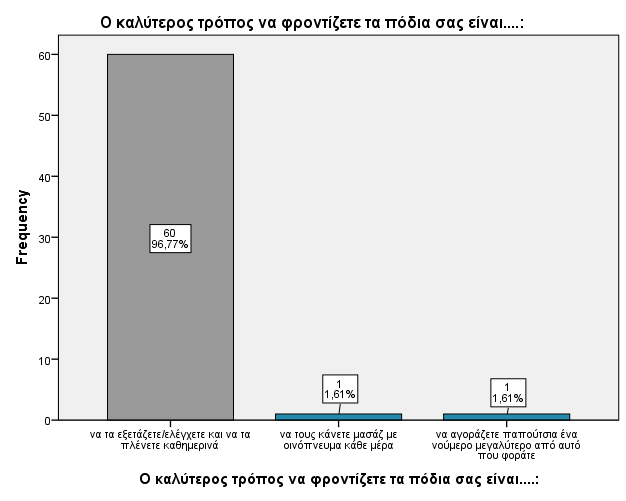 Ο καλύτερος τρόπος να φροντίζετε τα πόδια σας είναι....:
60
50
40
30
20
10
0
Frequency
60
96,77%
1
1,61%
1
1,61%
να τα εξετάζετε/ελέγχετε και να τα
πλένετε καθημερινά
να τους κάνετε μασάζ με
οινόπνευμα κάθε μέρα
να αγοράζετε παπούτσια ένα
νούμερο μεγαλύτερο από αυτό
που φοράτε
Ο καλύτερος τρόπος να φροντίζετε τα πόδια σας είναι....: